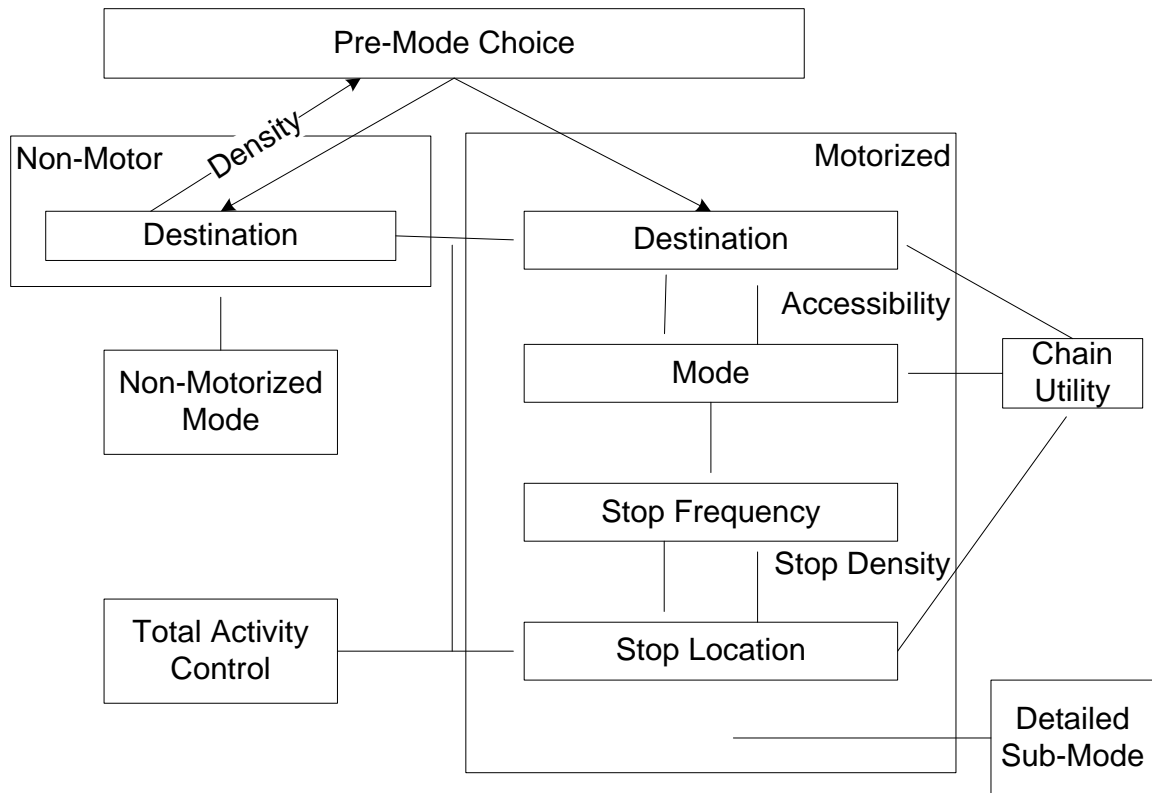 Pre-Mode Choice
Density
Non-Motor
Motorized
Destination
Destination
Accessibility
Non-Motorized
Mode
Mode
Chain
Utility
Stop Frequency
Stop Density
Total Activity
Control
Stop Location
Detailed
Sub-Mode